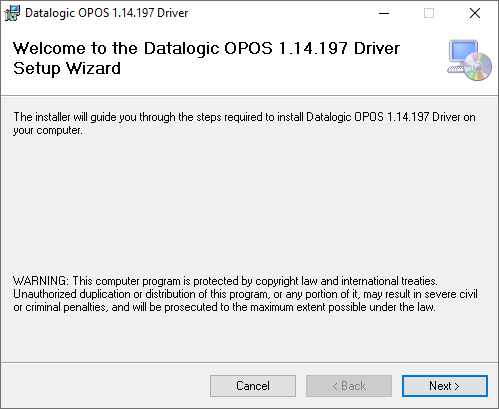 Datalogic OPOS 1.14.197 Driver
Welcome to the Datalogic OPOS 1.14.197 Driver
Setup Wizard
The installer will guide you through the steps required to install Datalogic OPOS 1.14.197 Driver on
your computer.
WARNING: This computer program is protected by copyright law and international treaties.
Unauthorized duplication or distribution of this program, or any portion of it, may result in severe civil
or criminal penalties, and will be prosecuted to the maximum extent possible under the law.
Cancel < Back Next >